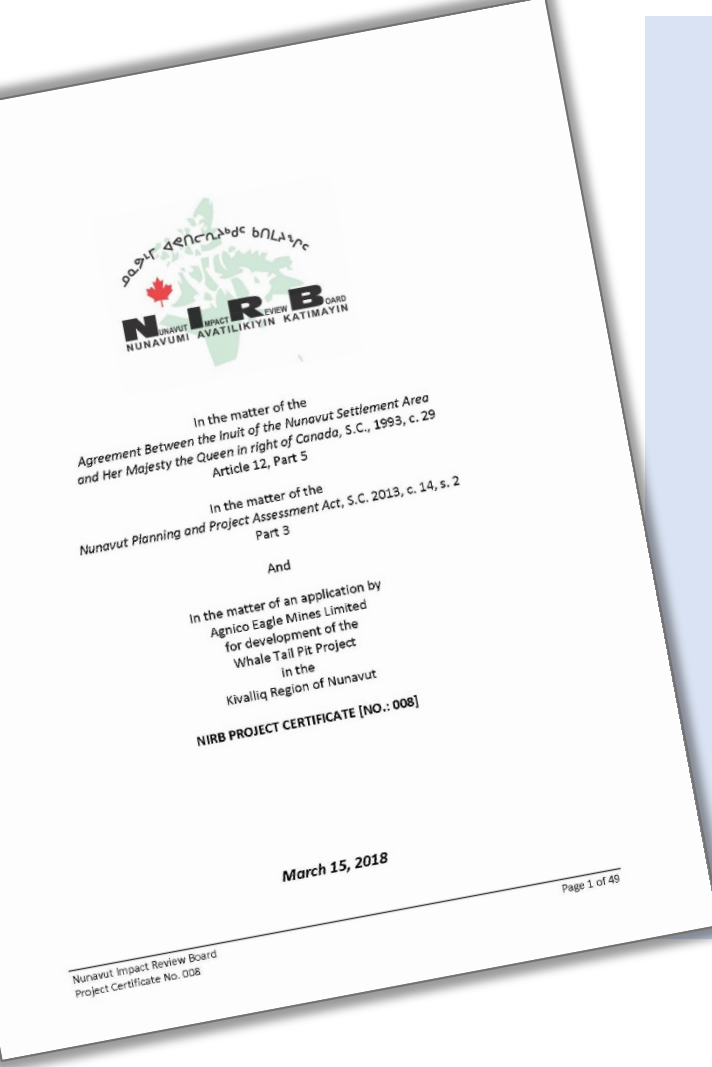 ᓄᓇᕗᒻᒥ ᐊᕙᑎᓕᕆᔨᒃᑯᑦ ᑲᑎᒪᔨᖏᑦ
NUNAVUT IMPACT REVIEW BOARD
NUNAVUMI AVATILIKIYIN KATIMAYIN
In the matter of the
Agreement Between the Inuit of the Nunavut Settlement Area
and Her Majesty the Queen in right of Canada, S.C., 1993, c. 29
Article 12, Part 5
In the matter of the
Nunavut Planning and Project Assessment Act, S.C. 2013, c. 14, s. 2
Part 3
And
In the matter of an application by
Agnico Eagle Mines Limited
for development of the
Whale Tail Pit Project
in the
Kivalliq Region of Nunavut
NIRB PROJECT CERTIFICATE [NO.: 008]
March 15, 2018
Page 1 of 49
Nunavut Impact Review Board
Project Certificate No. 008